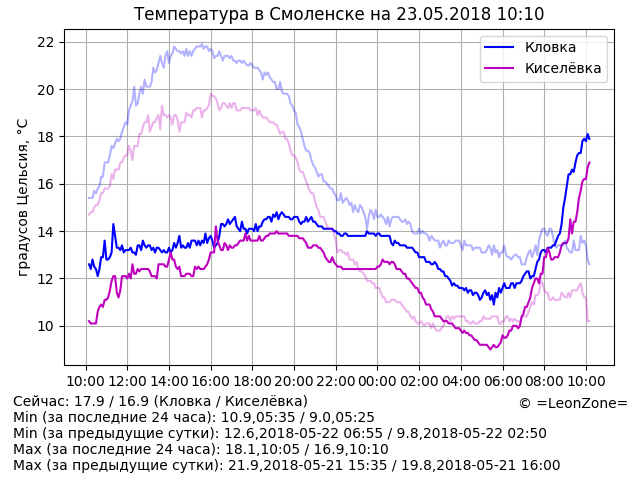 Температура в Смоленске на 23.05.2018 10:10
Кловка
Киселёвка
градусов Цельсия, °C
22
20
18
16
14
12
10
10:00 12:00 14:00 16:00 18:00 20:00 22:00 00:00 02:00 04:00 06:00 08:00 10:00
Сейчас: 17.9 / 16.9 (Кловка / Киселёвка)
© =LeonZone=
Min (за последние 24 часа): 10.9,05:35 / 9.0,05:25
Min (за предыдущие сутки): 12.6,2018-05-22 06:55 / 9.8,2018-05-22 02:50
Max (за последние 24 часа): 18.1,10:05 / 16.9,10:10
Max (за предыдущие сутки): 21.9,2018-05-21 15:35 / 19.8,2018-05-21 16:00